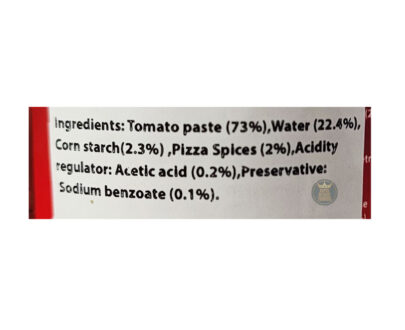 Ingredients: Tomato paste (73%),Water (22.4%),
Corn starch(2.3%) ,Pizza Spices (2%),Acidity
regulator: Acetic acid (0.2%),Preservative:
Sodium benzoate (0.1%).